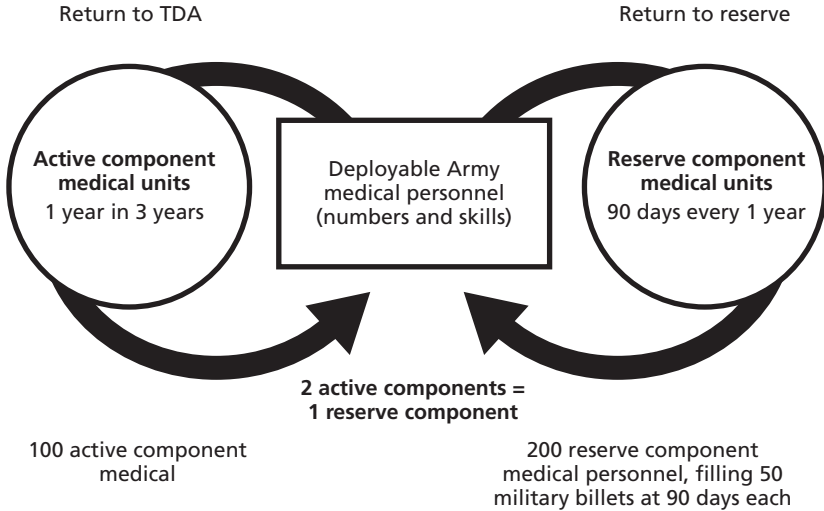 Return to TDA
Return to reserve
Active component
medical units
1 year in 3 years
Deployable Army
medical personnel
(numbers and skills)
Reserve component
medical units
90 days every 1 year
2 active components =
1 reserve component
100 active component
medical
200 reserve component
medical personnel, filling 50
military billets at 90 days each